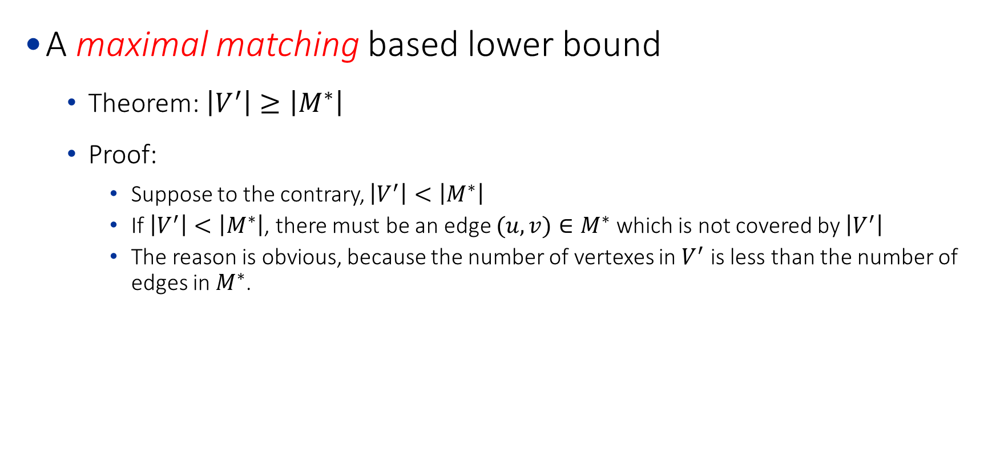 • A maximal matching based lower bound
• Theorem: |V′| ≥ |M*|
• Proof:
• Suppose to the contrary, |V′| < |M*|
• If |V′| < |M*|, there must be an edge (u, v) ∈ M* which is not covered by |V′|
• The reason is obvious, because the number of vertexes in V′ is less than the number of
edges in M*.